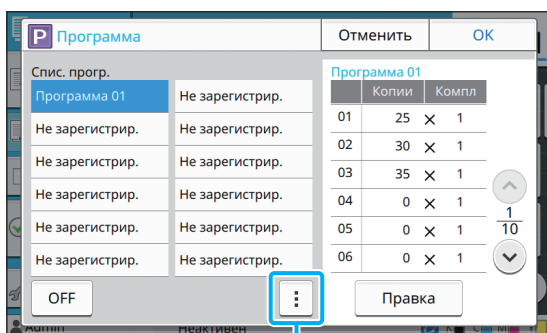 P Программа
Отменить
OK
Спис. прогр.
Программа 01
Не зарегистрир.
Не зарегистрир.
Не зарегистрир.
Не зарегистрир.
Не зарегистрир.
Не зарегистрир.
Не зарегистрир.
Не зарегистрир.
Не зарегистрир.
Не зарегистрир.
Не зарегистрир.
OFF
Программа 01
Копии Компл
01 25 × 1
02 30 × 1
03 35 × 1
04 0 × 1
05 0 × 1
06 0 × 1
1
10
Правка
Admin
Неактивен
K C M Y